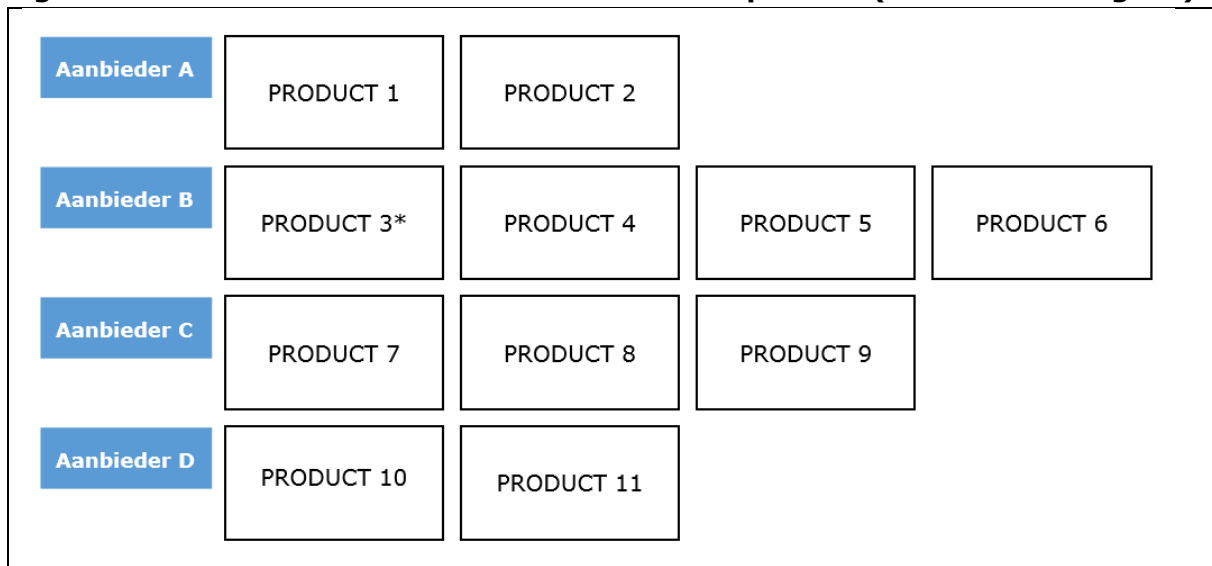 Aanbieder A
PRODUCT 1 PRODUCT 2
Aanbieder B
PRODUCT 3* PRODUCT 4 PRODUCT 5 PRODUCT 6
Aanbieder C
PRODUCT 7 PRODUCT 8 PRODUCT 9
Aanbieder D
PRODUCT 10 PRODUCT 11